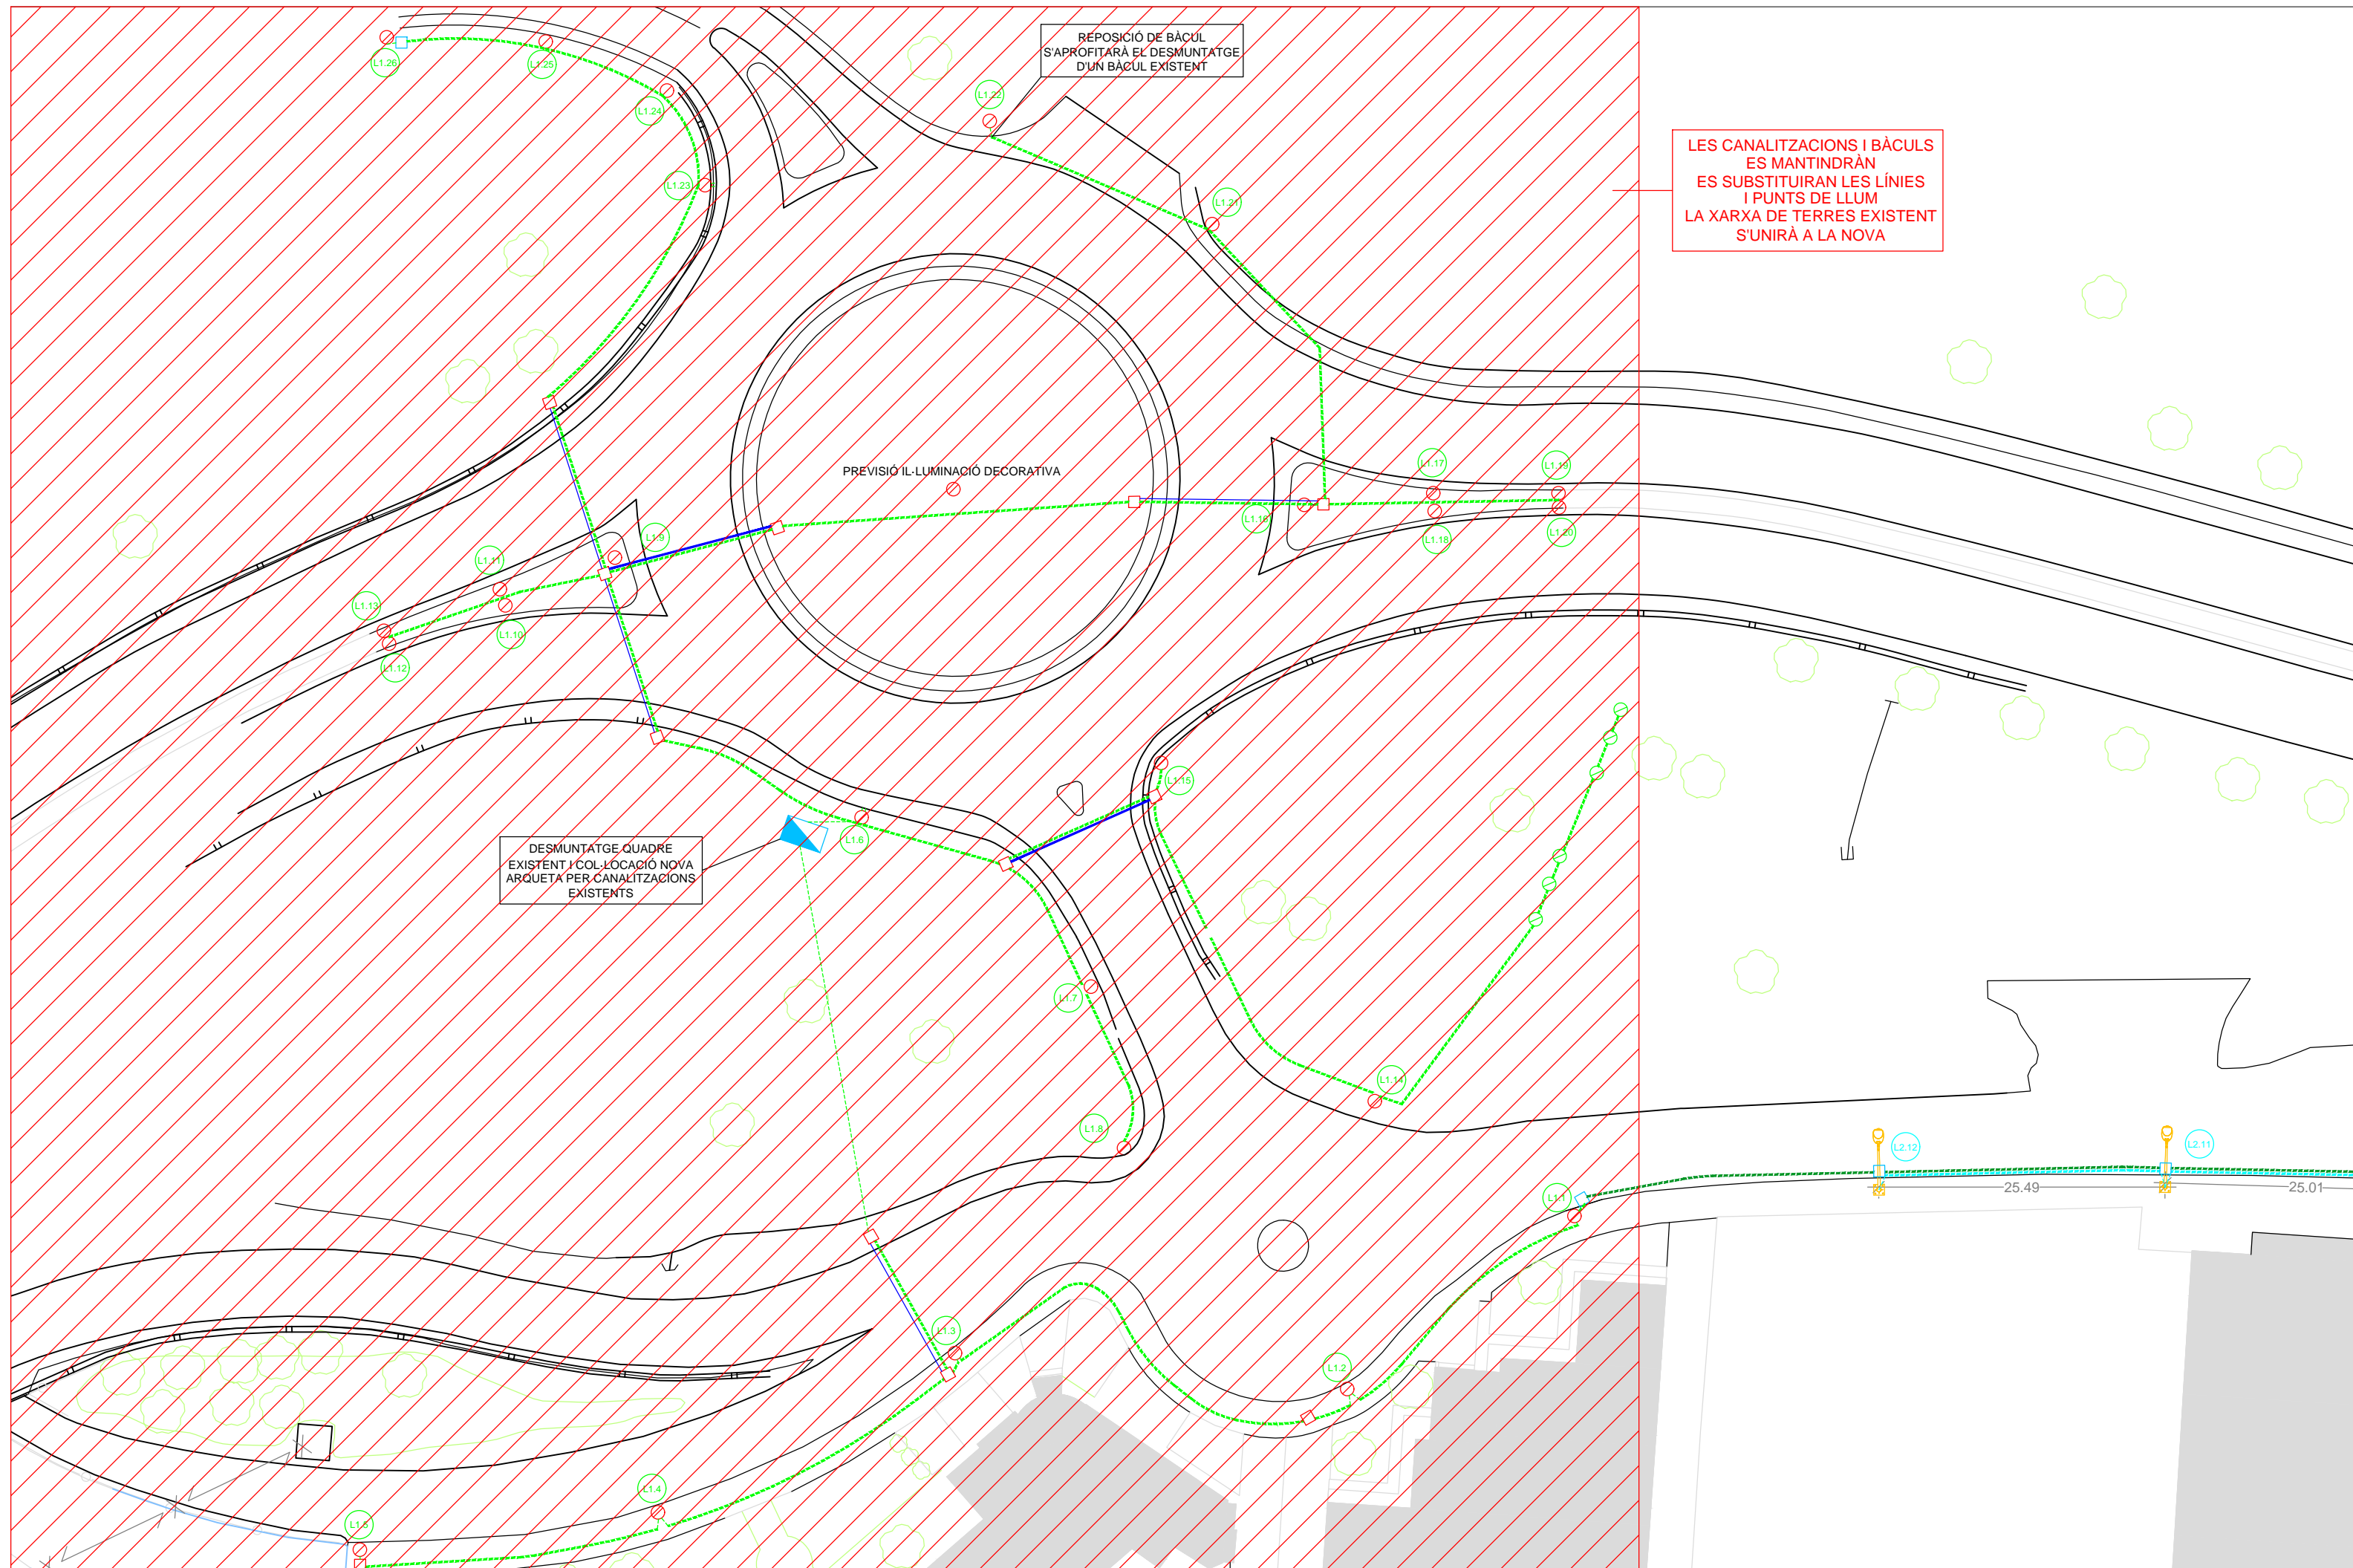 REPOSICIÓ DE BÀCUL
S'APROFITARÀ EL DESMUNTATGE
D'UN BÀCUL EXISTENT
L1.26
L1.25
L1.24
L1.23
L1.22
L1.21
LES CANALITZACIONS I BÀCULS
ES MANTINDRÀN
ES SUBSTITUIRAN LES LÍNIES
I PUNTS DE LLUM
LA XARXA DE TERRES EXISTENT
S'UNIRÀ A LA NOVA
PREVISIÓ IL·LUMINACIÓ DECORATIVA
L1.17
L1.19
L1.16
L1.18
L1.20
L1.9
L1.11
L1.13
L1.10
L1.12
L1.15
L1.6
DESMUNTATGE QUADRE
EXISTENT I COL·LOCACIÓ NOVA
ARQUETA PER CANALITZACIONS
EXISTENTS
L1.7
L1.14
L1.8
L2.12
L2.11
25.49
25.01
L1.1
L1.3
L1.2
L1.4
L1.5